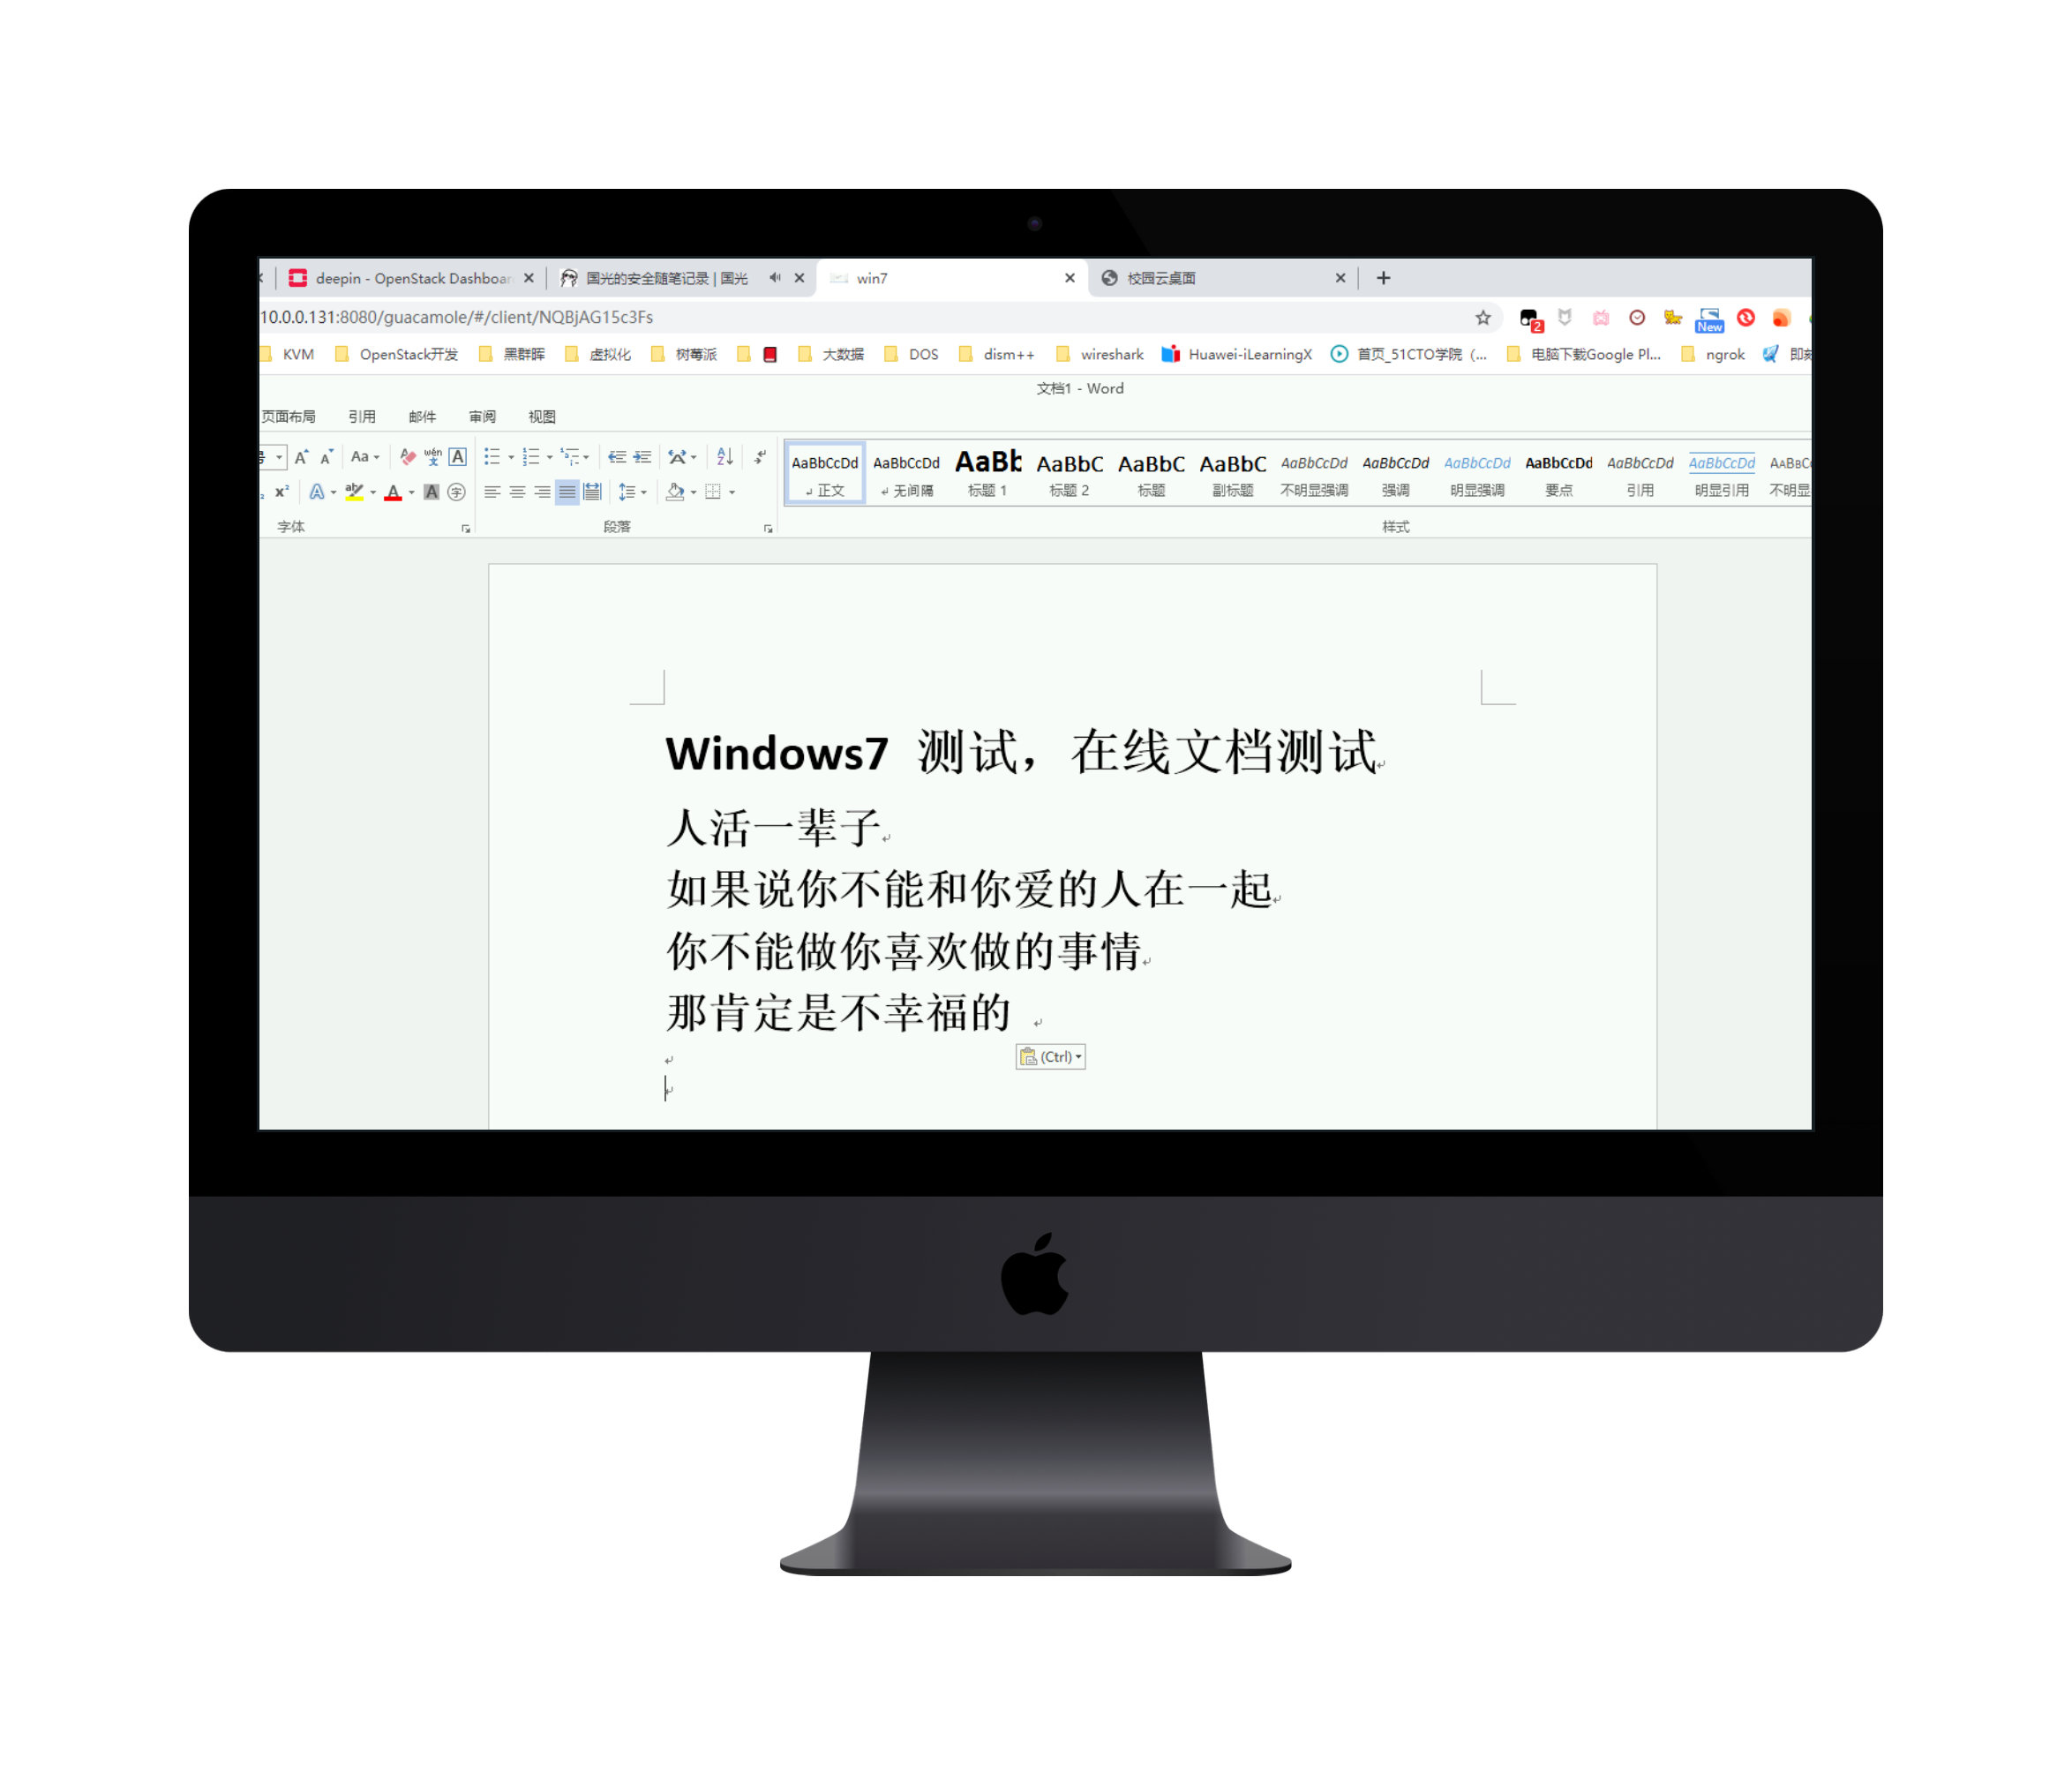 deepin - OpenStack Dashboar 国光的安全随笔记录 | 国光 win7 校园云桌面
10.0.0.131:8080/guacamole/#/client/NQBjAG15c3Fs
2 New
KVM OpenStack开发 黑群晖 虚拟化 树莓派 大数据 DOS dism++ wireshark Huawei-iLearningX 首页_51CTO学院 (... 电脑下载Google Pl... ngrok 即刻
文档1 - Word
页面布局 引用 邮件 审阅 视图
Aa wén 文 A
AaBbCcDd AaBbCcDd AaBb AaBbC AaBbC AaBbC AaBbCcDd AaBbCcDd AaBbCcDd AaBbCcDd AaBbCcDd AaBbCcDd AaBbC
正文 无间隔 标题 1 标题 2 标题 副标题 不明显强调 强调 明显强调 要点 引用 明显引用 不明显
字体 段落 样式
Windows7 测试，在线文档测试
人活一辈子
如果说你不能和你爱的人在一起
你不能做你喜欢做的事情
那肯定是不幸福的
(Ctrl)